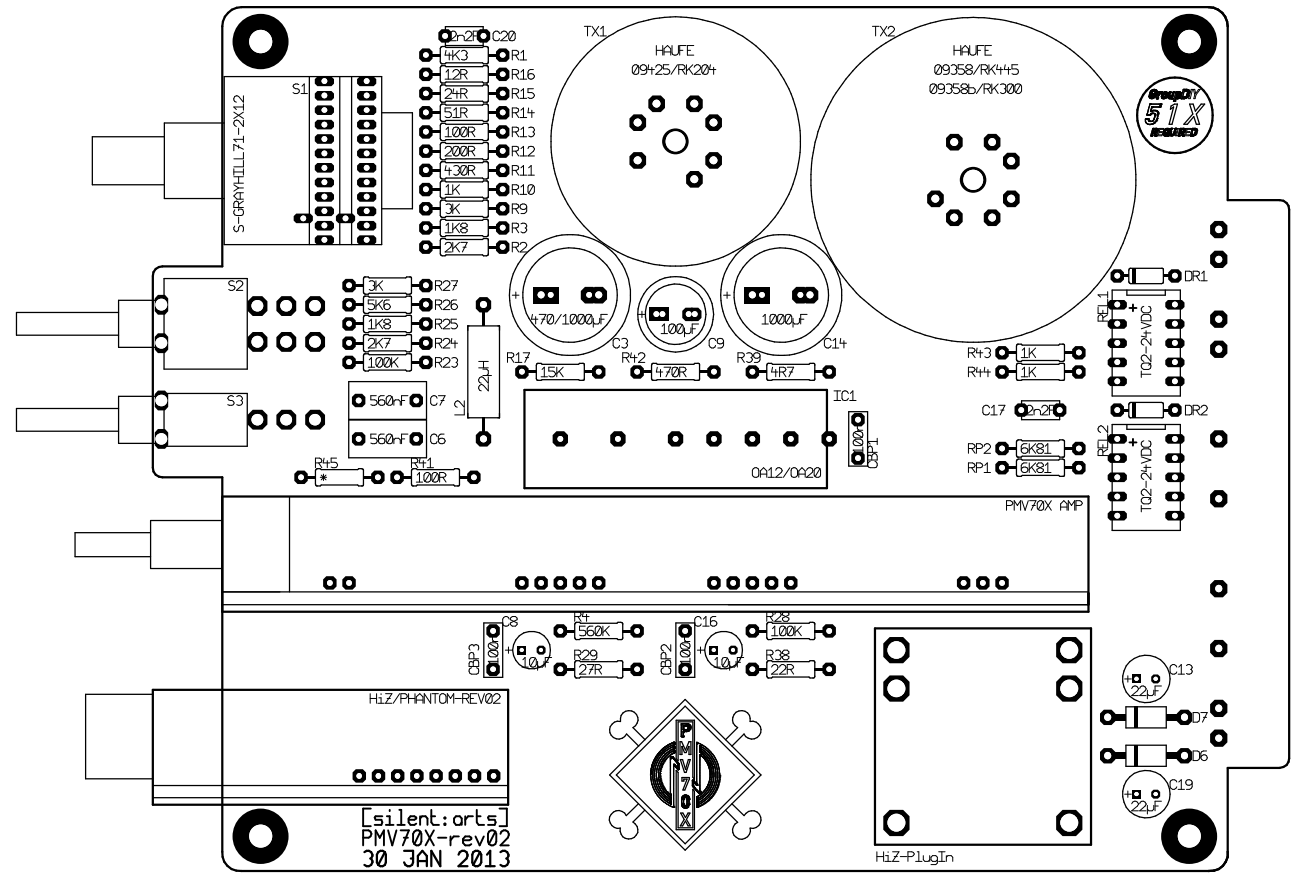 2n2F C20
4K3 R1
12R R16
24R R15
51R R14
100R R13
200R R12
430R R11
1K R10
3K R9
1K8 R3
2K7 R2
S1
S-GRAYHILL71-2X12
TX1
HAUFE
09425/RK204
TX2
HAUFE
09358/RK445
09358b/RK300
GroupDIY
51X
REQUIRED
S2
3K R27
5K6 R26
1K8 R25
2K7 R24
100K R23
S3
560nF C7
560nF C6
22µH
L2
+
470/1000µF
C3
+
100µF
C9
+
1000µF
C14
R17
15K
R42
470R
R39
4R7
IC1
OA12/OA20
100n
CBP1
R43 1K
R44 1K
C17 2n2F
RP2 6K81
RP1 6K81
DR1
REL1
+
TQ2-24VDC
DR2
REL2
+
TQ2-24VDC
R45
*
R41
100R
PMV70X AMP
C8
100n
CBP3
+
10µF
R4
560K
R29
27R
C16
100n
CBP2
+
10µF
R28
100K
R38
22R
HiZ/PHANTOM-REV02
PMV70X
C13
+
22µF
D7
D6
C19
+
22µF
HiZ-PlugIn
[silent:arts]
PMV70X-rev02
30 JAN 2013